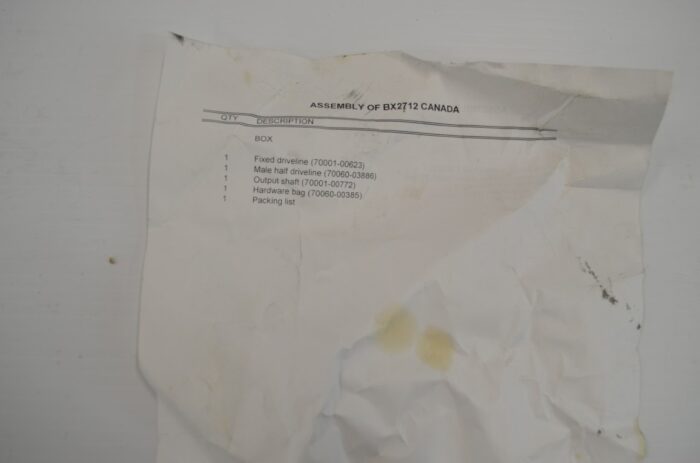 ASSEMBLY OF BX2712 CANADA
QTY DESCRIPTION
BOX
1 Fixed driveline (70001-00623)
1 Male half driveline (70060-03886)
1 Output shaft (70001-00772)
1 Hardware bag (70060-00385)
1 Packing list